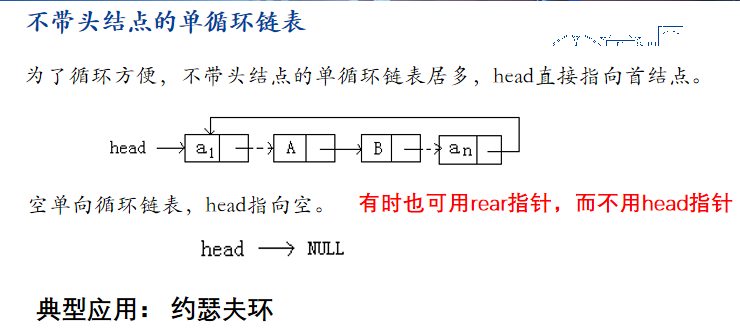 不带头结点的单循环链表
为了循环方便，不带头结点的单循环链表居多，head直接指向首结点。
head a1 A B an
空单向循环链表，head指向空。 有时也可用rear指针，而不用head指针
head NULL
典型应用： 约瑟夫环